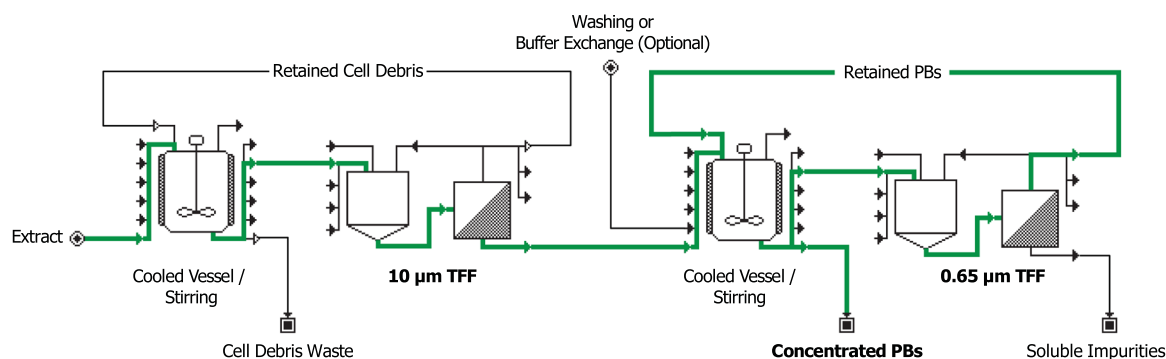 Washing or
Buffer Exchange (Optional)
Retained Cell Debris
Retained PBs
Extract
Cooled Vessel /
Stirring
10 µm TFF
Cooled Vessel /
Stirring
0.65 µm TFF
Cell Debris Waste
Concentrated PBs
Soluble Impurities